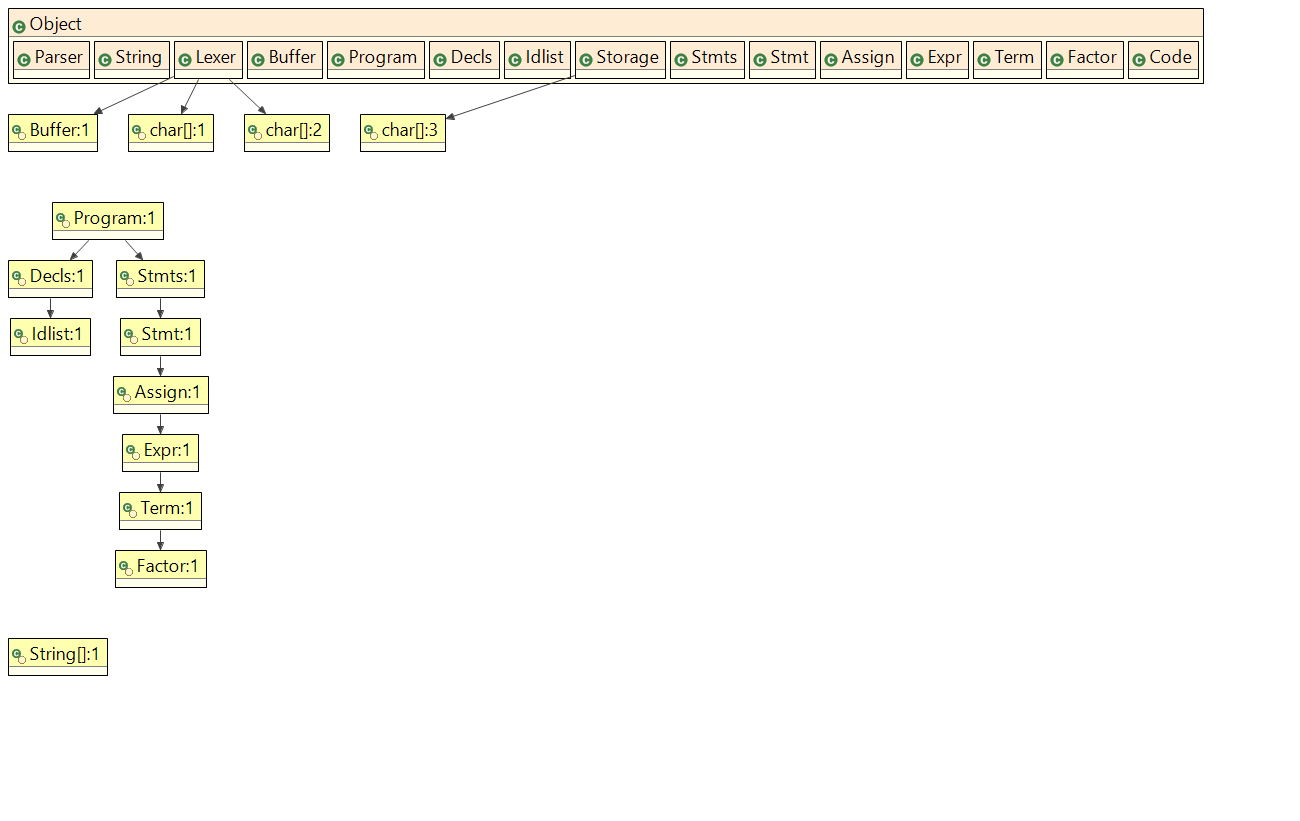 Object
Parser String Lexer Buffer Program Decls Idlist Storage Stmts Stmt Assign Expr Term Factor Code
Buffer:1 char[]:1 char[]:2 char[]:3
Program:1
Decls:1 Stmts:1
Idlist:1 Stmt:1
Assign:1
Expr:1
Term:1
Factor:1
String[]:1